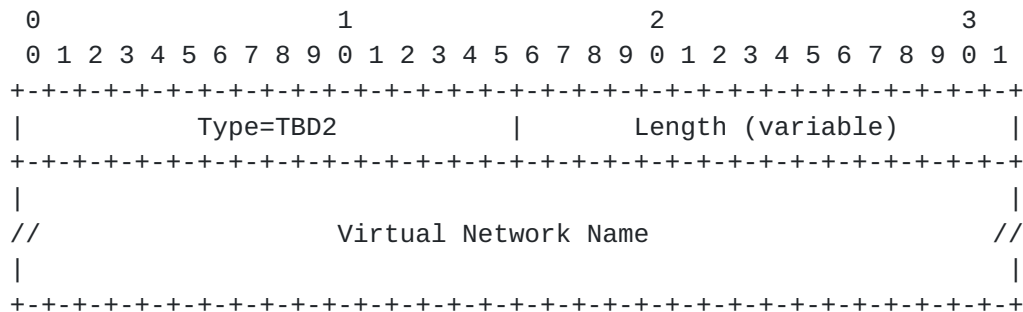 0                   1                   2                   3
 0 1 2 3 4 5 6 7 8 9 0 1 2 3 4 5 6 7 8 9 0 1 2 3 4 5 6 7 8 9 0 1
+-+-+-+-+-+-+-+-+-+-+-+-+-+-+-+-+-+-+-+-+-+-+-+-+-+-+-+-+-+-+-+-+
|           Type=TBD2           |       Length (variable)       |
+-+-+-+-+-+-+-+-+-+-+-+-+-+-+-+-+-+-+-+-+-+-+-+-+-+-+-+-+-+-+-+-+
|                                                               |
//                   Virtual Network Name                      //
|                                                               |
+-+-+-+-+-+-+-+-+-+-+-+-+-+-+-+-+-+-+-+-+-+-+-+-+-+-+-+-+-+-+-+-+